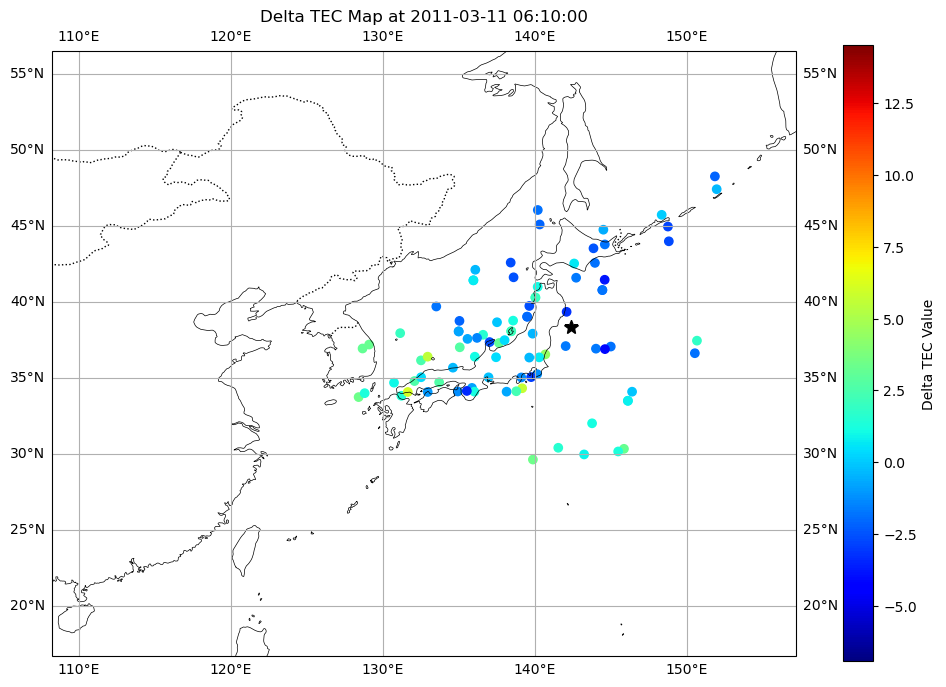 Delta TEC Map at 2011-03-11 06:10:00
110°E 120°E 130°E 140°E 150°E
55°N 55°N
50°N 50°N
45°N 45°N
40°N 40°N
35°N 35°N
30°N 30°N
25°N 25°N
20°N 20°N
110°E 120°E 130°E 140°E 150°E
12.5
10.0
7.5
5.0
2.5
0.0
−2.5
−5.0
Delta TEC Value